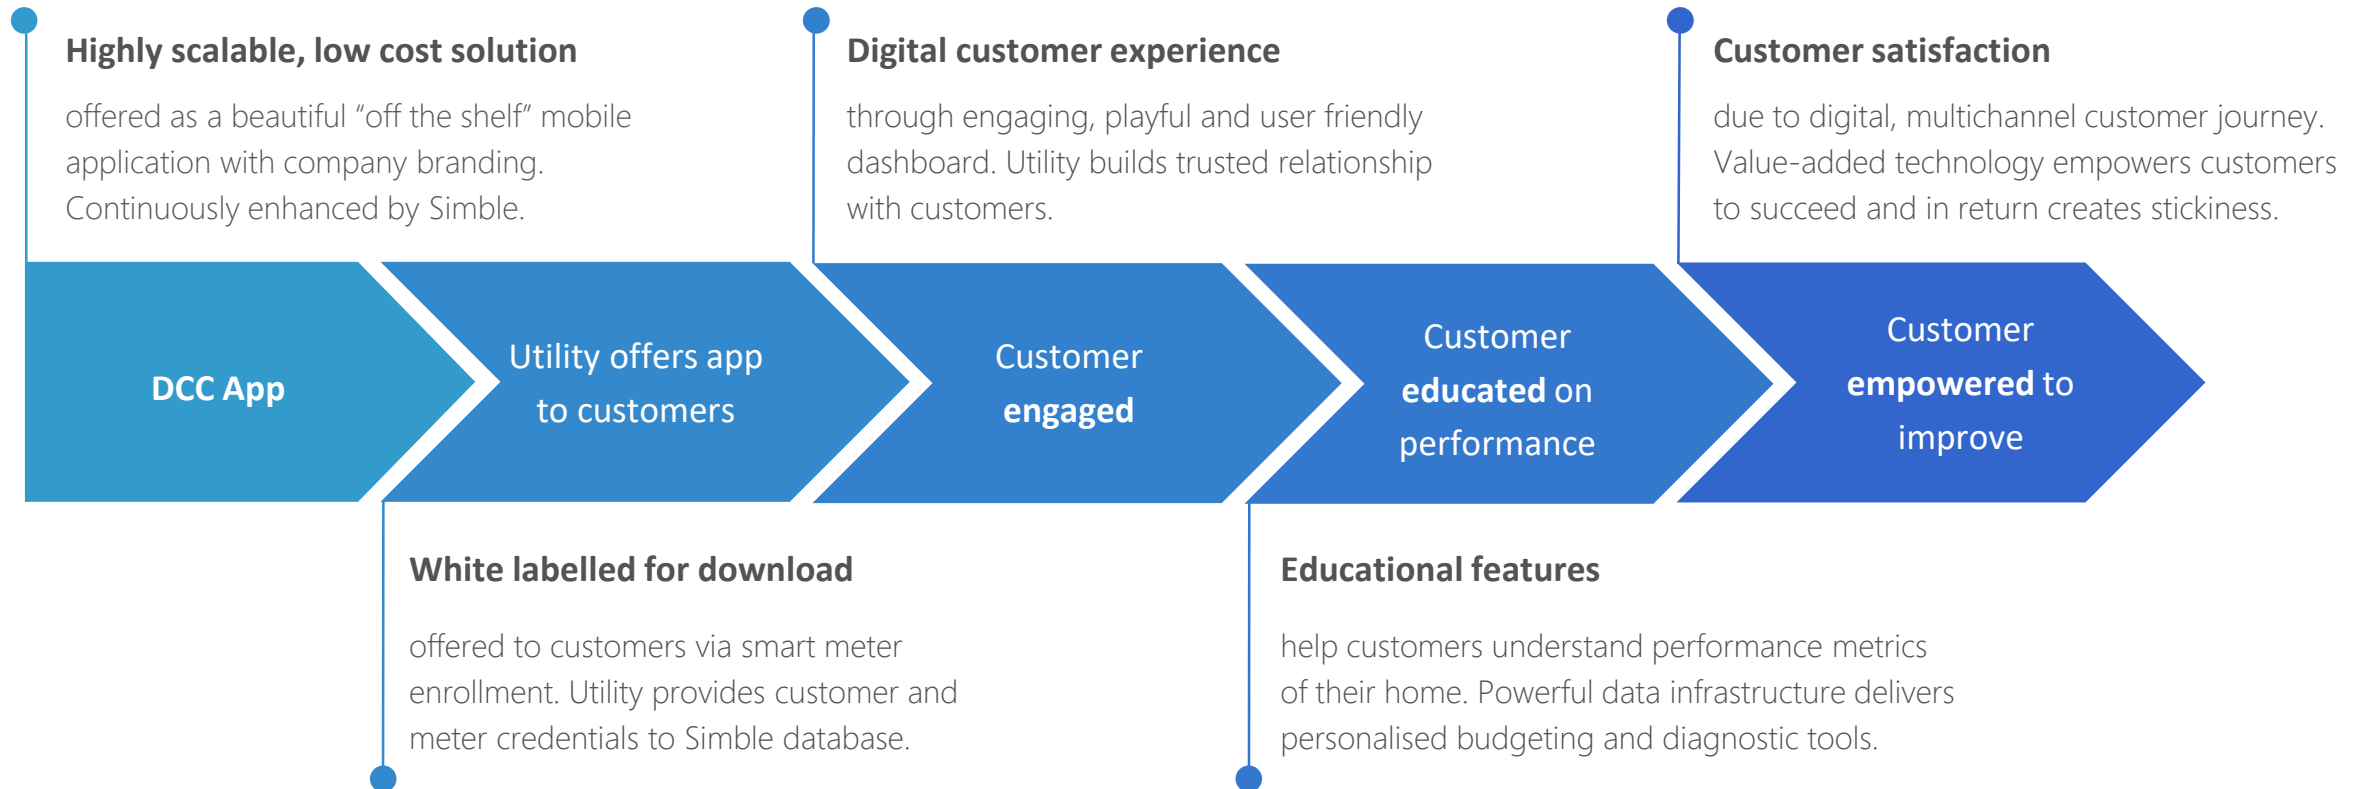 Highly scalable, low cost solution
offered as a beautiful “off the shelf” mobile
application with company branding.
Continuously enhanced by Simble.
Digital customer experience
through engaging, playful and user friendly
dashboard. Utility builds trusted relationship
with customers.
Customer satisfaction
due to digital, multichannel customer journey.
Value-added technology empowers customers
to succeed and in return creates stickiness.
DCC App
Utility offers app
to customers
Customer
engaged
Customer
educated on
performance
Customer
empowered to
improve
White labelled for download
offered to customers via smart meter
enrollment. Utility provides customer and
meter credentials to Simble database.
Educational features
help customers understand performance metrics
of their home. Powerful data infrastructure delivers
personalised budgeting and diagnostic tools.